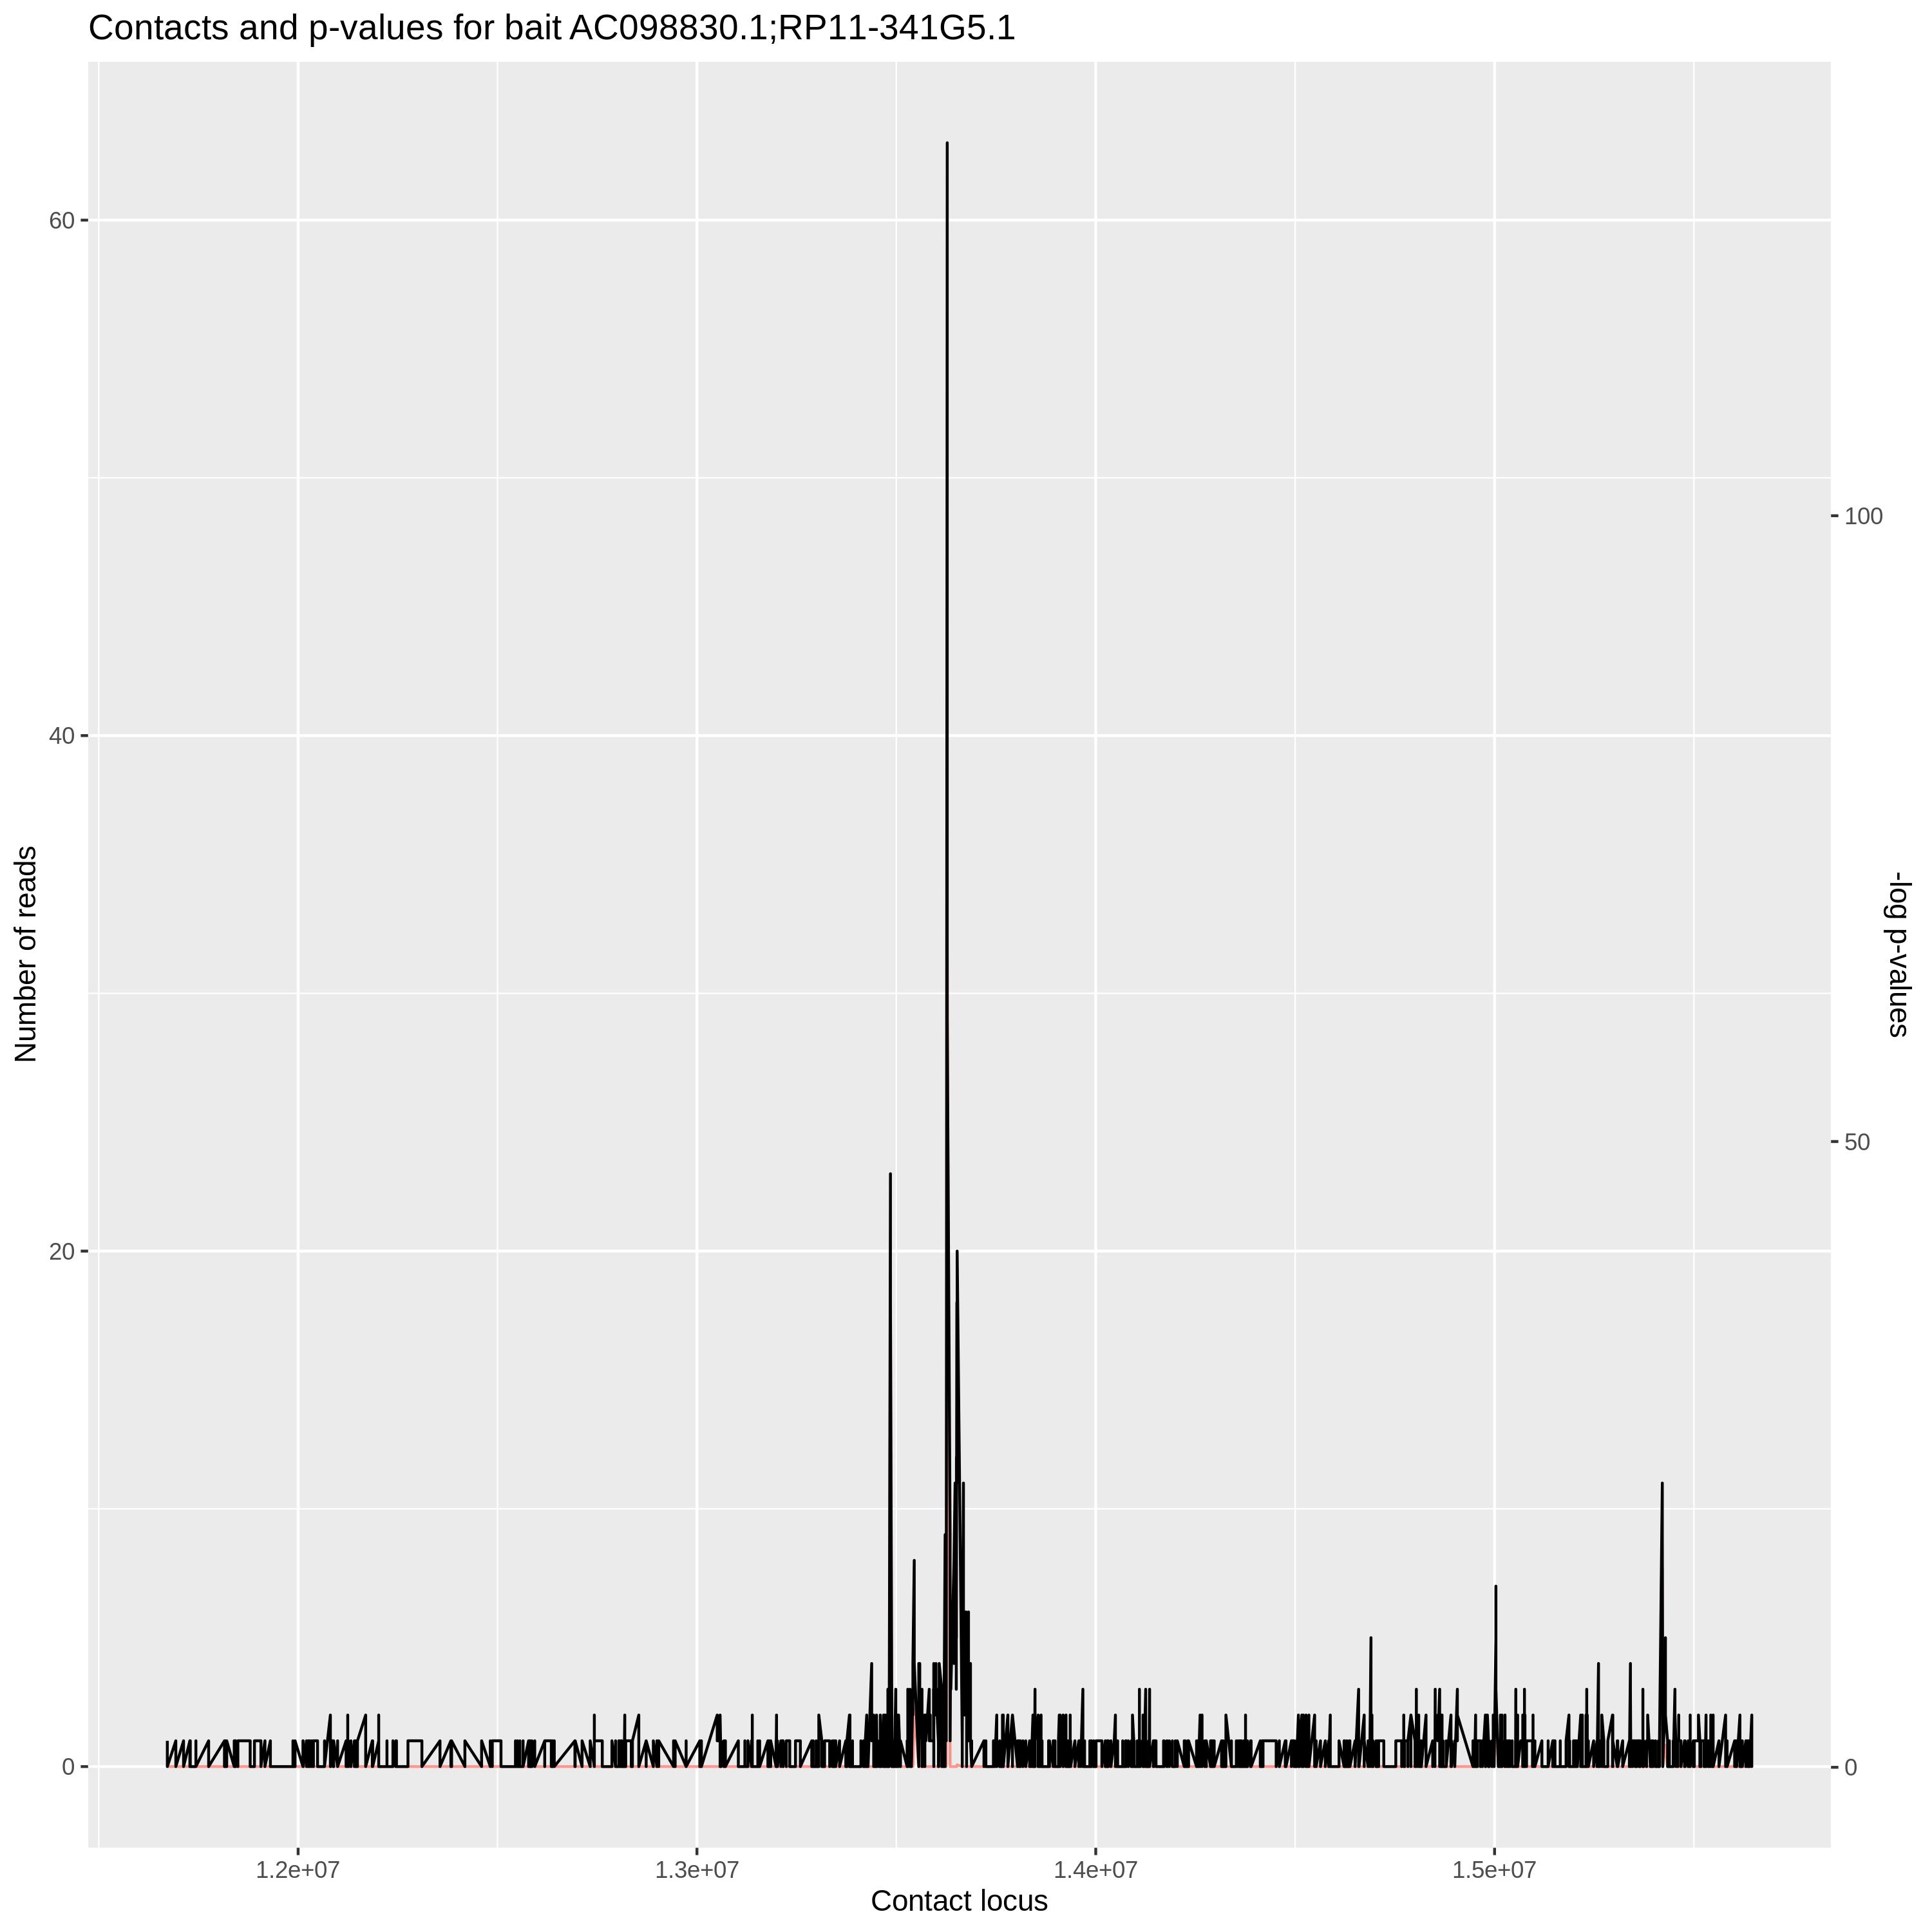 Contacts and p-values for bait AC098830.1;RP11-341G5.1
60
40
20
0
Number of reads
100
50
0
-log p-values
1.2e+07
1.3e+07
1.4e+07
1.5e+07
Contact locus